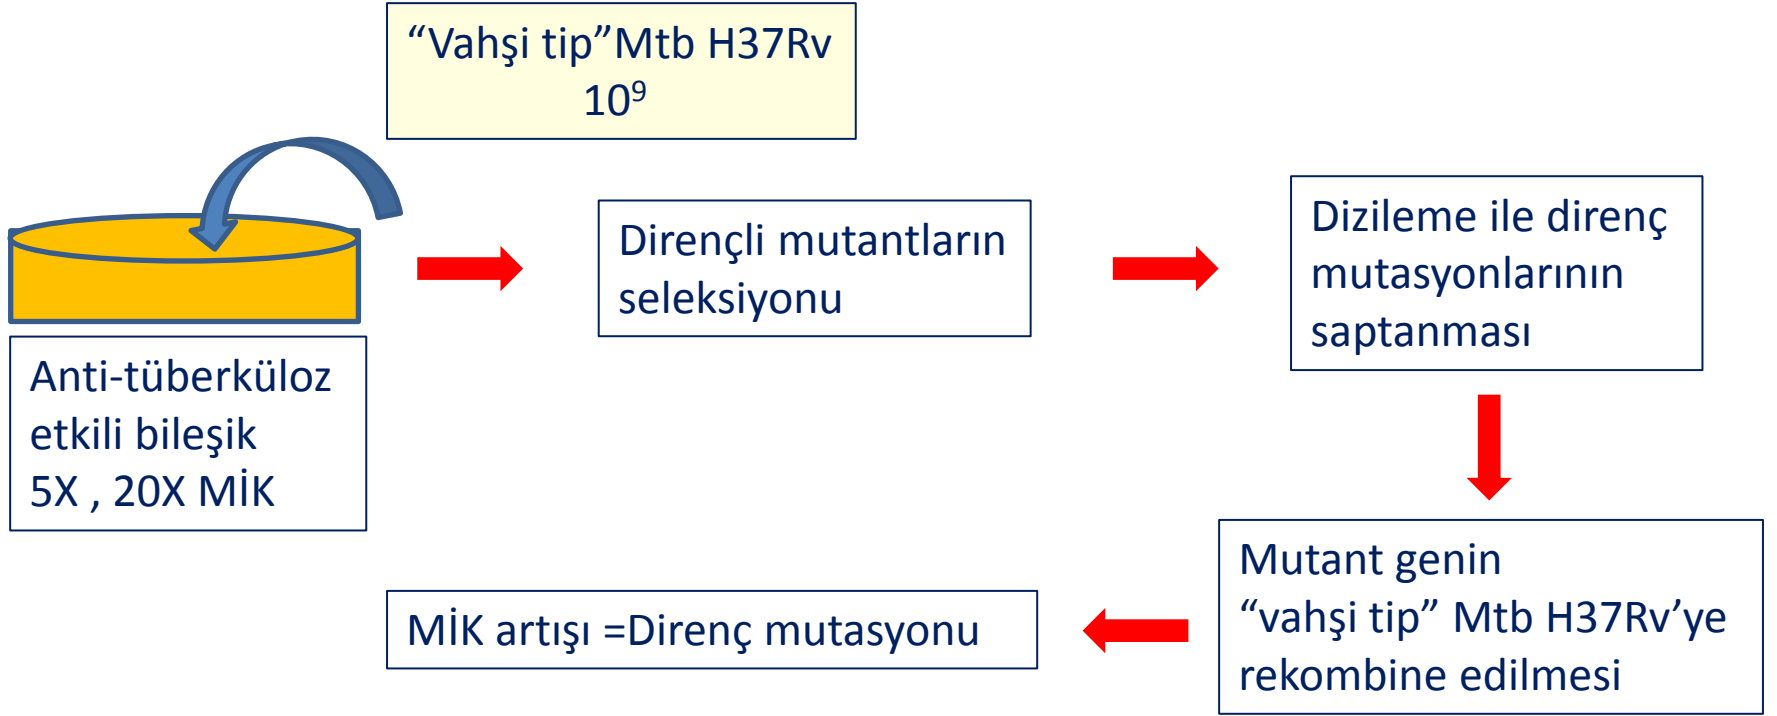 “Vahşi tip”Mtb H37Rv
10⁹
Anti-tüberküloz
etkili bileşik
5X , 20X MİK
Dirençli mutantların
seleksiyonu
Dizileme ile direnç
mutasyonlarının
saptanması
Mutant genin
“vahşi tip” Mtb H37Rv’ye
rekombine edilmesi
MİK artışı =Direnç mutasyonu